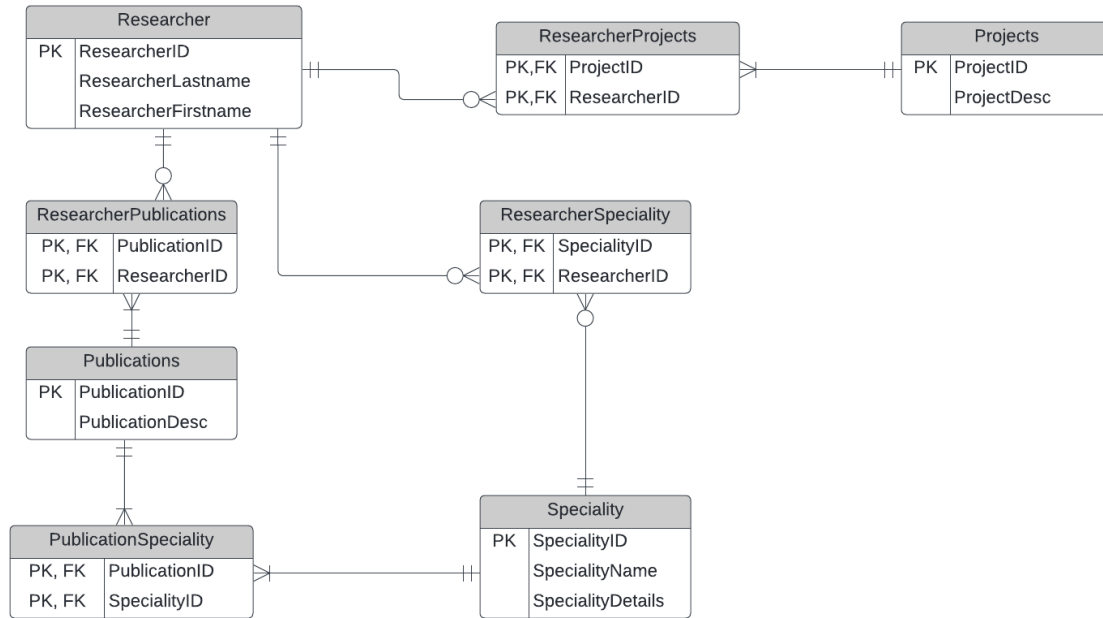 Researcher
PK ResearcherID
ResearcherLastname
ResearcherFirstname
ResearcherProjects
PK,FK ProjectID
PK,FK ResearcherID
Projects
PK ProjectID
ProjectDesc
ResearcherPublications
PK, FK PublicationID
PK, FK ResearcherID
ResearcherSpeciality
PK, FK SpecialityID
PK, FK ResearcherID
Publications
PK PublicationID
PublicationDesc
PublicationSpeciality
PK, FK PublicationID
PK, FK SpecialityID
Speciality
PK SpecialityID
SpecialityName
SpecialityDetails